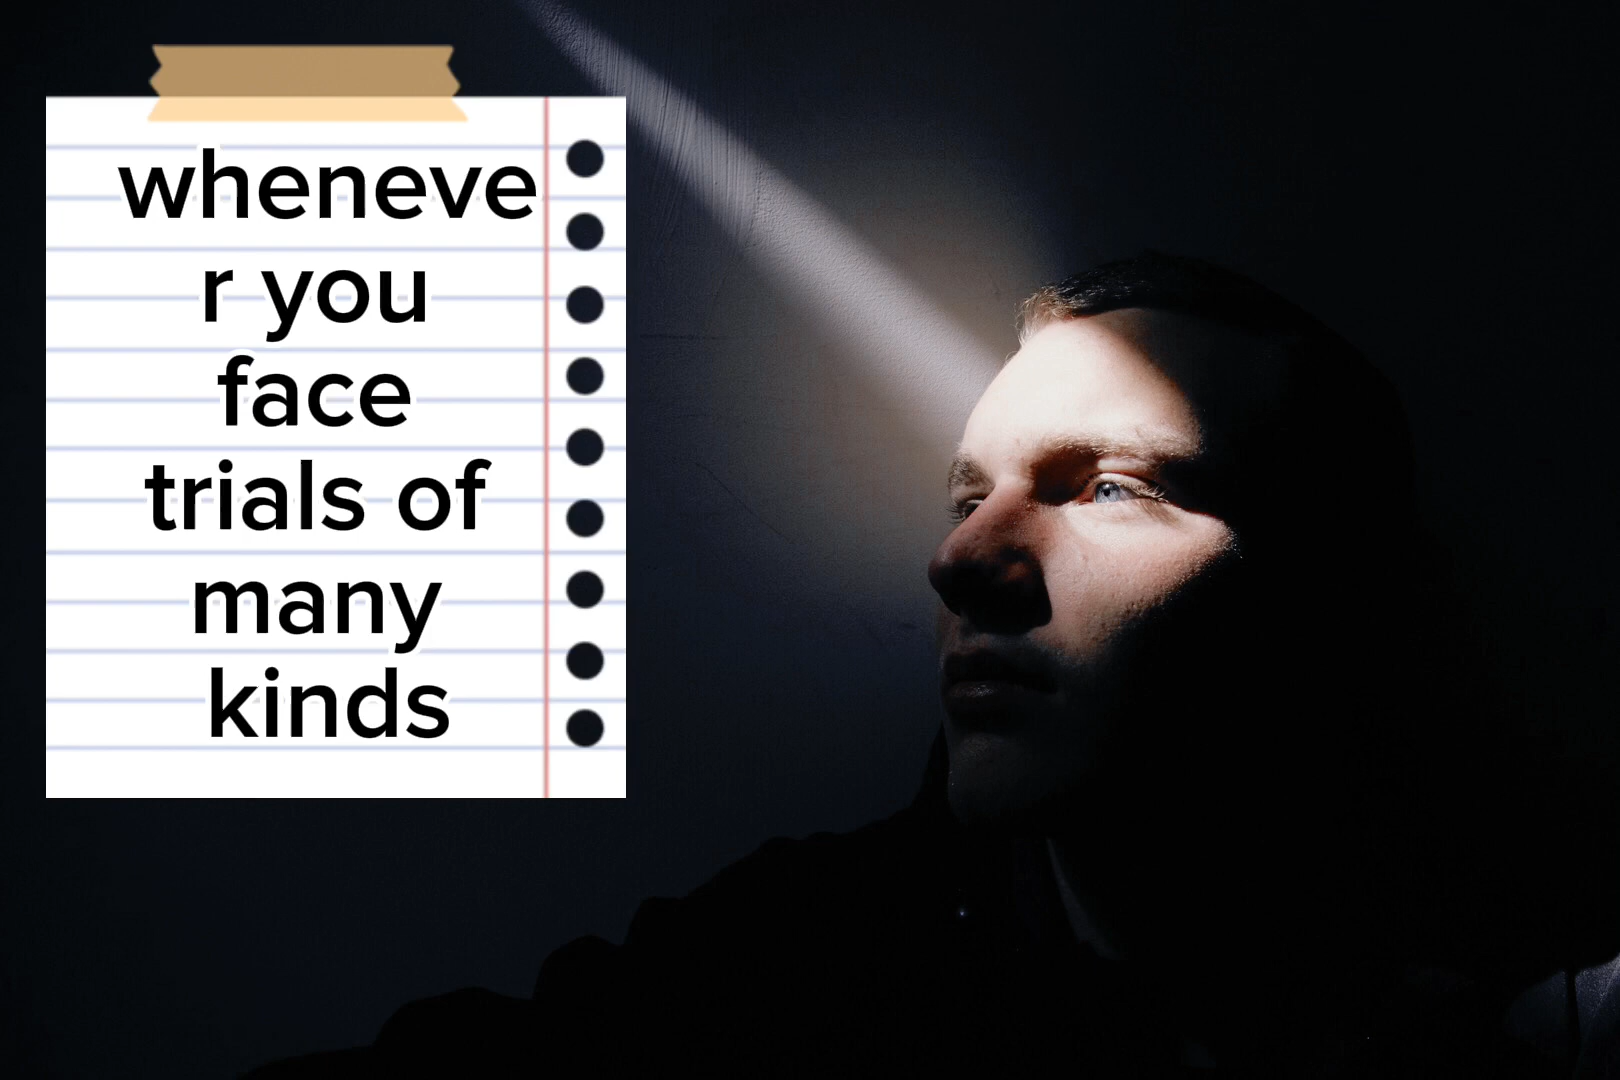 wheneve
r you
face
trials of
many
kinds